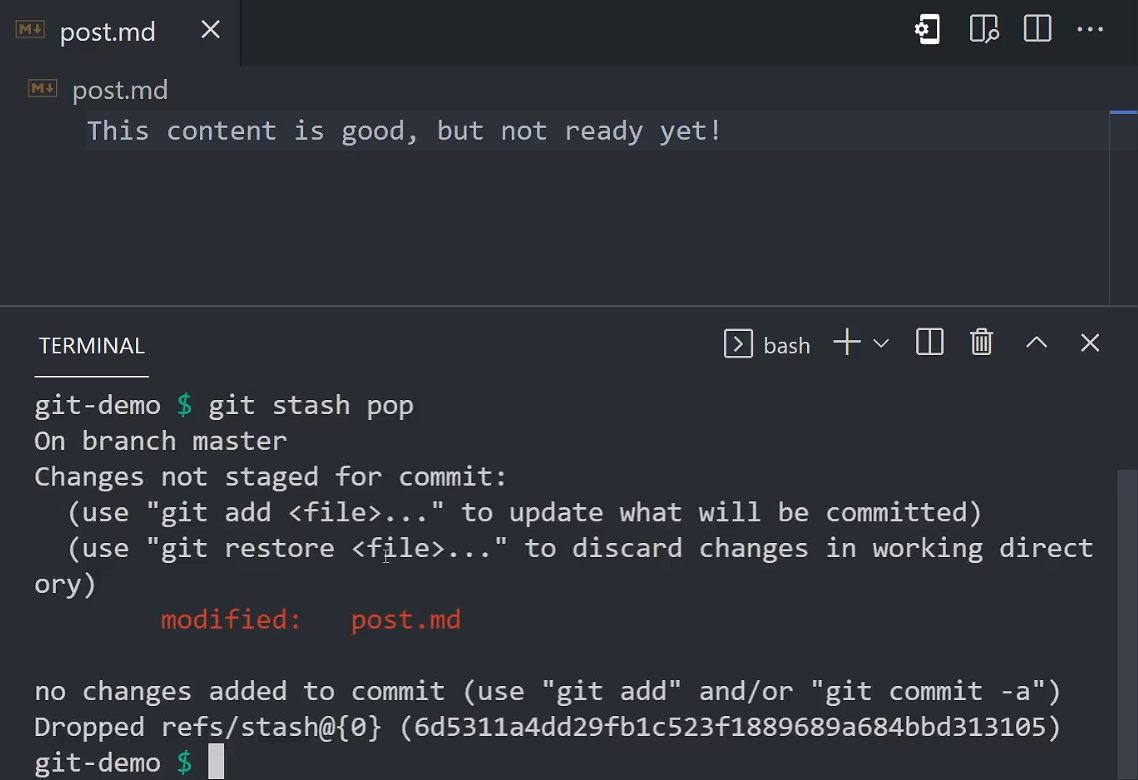 M↓ post.md ×
M↓ post.md
This content is good, but not ready yet!
TERMINAL
bash
git-demo $ git stash pop
On branch master
Changes not staged for commit:
  (use "git add <file>..." to update what will be committed)
  (use "git restore <file>..." to discard changes in working direct
ory)
        modified:   post.md
no changes added to commit (use "git add" and/or "git commit -a")
Dropped refs/stash@{0} (6d5311a4dd29fb1c523f1889689a684bbd313105)
git-demo $